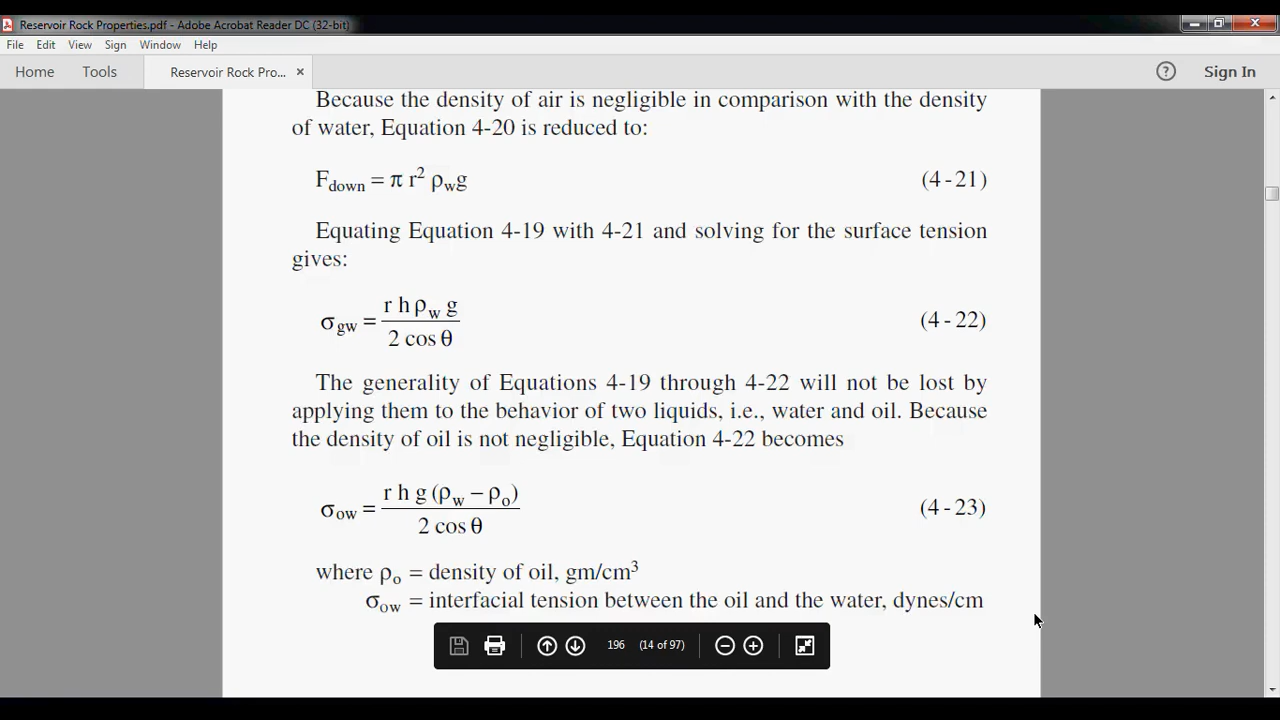 Reservoir Rock Properties.pdf - Adobe Acrobat Reader DC (32-bit)
File Edit View Sign Window Help
Home Tools Reservoir Rock Pro... × ? Sign In
Because the density of air is negligible in comparison with the density
of water, Equation 4-20 is reduced to:
F_down = π r² ρ_w g (4 - 21)
Equating Equation 4-19 with 4-21 and solving for the surface tension
gives:
σ_gw = r h ρ_w g / 2 cos θ (4 - 22)
The generality of Equations 4-19 through 4-22 will not be lost by
applying them to the behavior of two liquids, i.e., water and oil. Because
the density of oil is not negligible, Equation 4-22 becomes
σ_ow = r h g (ρ_w − ρ_o) / 2 cos θ (4 - 23)
where ρ_o = density of oil, gm/cm³
σ_ow = interfacial tension between the oil and the water, dynes/cm
196 (14 of 97)